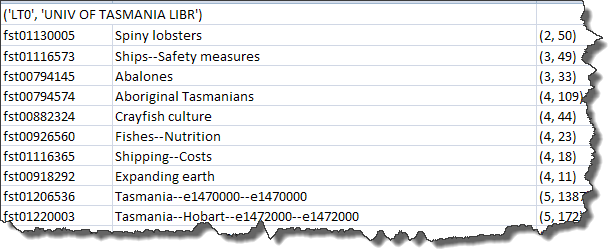 ('LT0', 'UNIV OF TASMANIA LIBR')
fst01130005 Spiny lobsters (2, 50)
fst01116573 Ships--Safety measures (3, 49)
fst00794145 Abalones (3, 33)
fst00794574 Aboriginal Tasmanians (4, 109)
fst00882324 Crayfish culture (4, 44)
fst00926560 Fishes--Nutrition (4, 23)
fst01116365 Shipping--Costs (4, 18)
fst00918292 Expanding earth (4, 11)
fst01206536 Tasmania--e1470000--e1470000 (5, 138
fst01220003 Tasmania--Hobart--e1472000--e1472000 (5, 172)